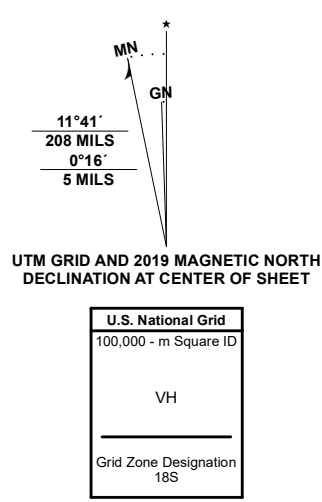 ★
MN
GN
11°41´
208 MILS
0°16´
5 MILS
UTM GRID AND 2019 MAGNETIC NORTH
DECLINATION AT CENTER OF SHEET
U.S. National Grid
100,000 - m Square ID
VH
Grid Zone Designation
18S